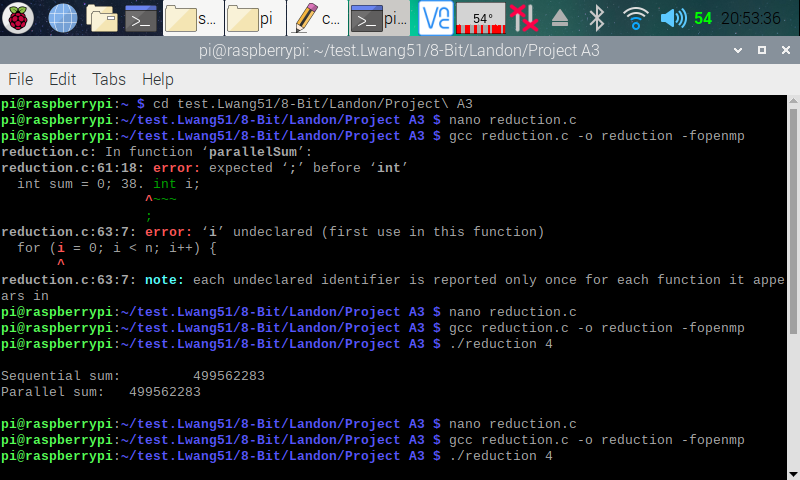 s...
pi
c...
pi...
V2
54°
54
20:53:36
pi@raspberrypi: ~/test.Lwang51/8-Bit/Landon/Project A3
File Edit Tabs Help
pi@raspberrypi:~ $ cd test.Lwang51/8-Bit/Landon/Project\ A3
pi@raspberrypi:~/test.Lwang51/8-Bit/Landon/Project A3 $ nano reduction.c
pi@raspberrypi:~/test.Lwang51/8-Bit/Landon/Project A3 $ gcc reduction.c -o reduction -fopenmp
reduction.c: In function ‘parallelSum’:
reduction.c:61:18: error: expected ‘;’ before ‘int’
  int sum = 0; 38. int i;
                  ^~~~
                  ;
reduction.c:63:7: error: ‘i’ undeclared (first use in this function)
  for (i = 0; i < n; i++) {
       ^
reduction.c:63:7: note: each undeclared identifier is reported only once for each function it appe
ars in
pi@raspberrypi:~/test.Lwang51/8-Bit/Landon/Project A3 $ nano reduction.c
pi@raspberrypi:~/test.Lwang51/8-Bit/Landon/Project A3 $ gcc reduction.c -o reduction -fopenmp
pi@raspberrypi:~/test.Lwang51/8-Bit/Landon/Project A3 $ ./reduction 4
Sequential sum:         499562283
Parallel sum:   499562283
pi@raspberrypi:~/test.Lwang51/8-Bit/Landon/Project A3 $ nano reduction.c
pi@raspberrypi:~/test.Lwang51/8-Bit/Landon/Project A3 $ gcc reduction.c -o reduction -fopenmp
pi@raspberrypi:~/test.Lwang51/8-Bit/Landon/Project A3 $ ./reduction 4